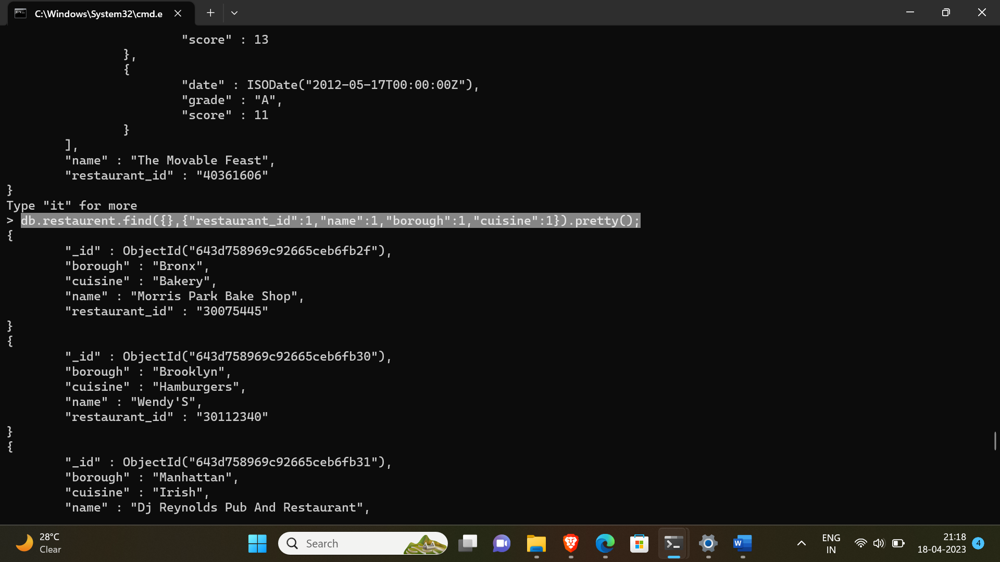 C:\Windows\System32\cmd.e
"score" : 13
},
{
"date" : ISODate("2012-05-17T00:00:00Z"),
"grade" : "A",
"score" : 11
}
],
"name" : "The Movable Feast",
"restaurant_id" : "40361606"
}
Type "it" for more
> db.restaurent.find({},{"restaurant_id":1,"name":1,"borough":1,"cuisine":1}).pretty();
{
"_id" : ObjectId("643d758969c92665ceb6fb2f"),
"borough" : "Bronx",
"cuisine" : "Bakery",
"name" : "Morris Park Bake Shop",
"restaurant_id" : "30075445"
}
{
"_id" : ObjectId("643d758969c92665ceb6fb30"),
"borough" : "Brooklyn",
"cuisine" : "Hamburgers",
"name" : "Wendy'S",
"restaurant_id" : "30112340"
}
{
"_id" : ObjectId("643d758969c92665ceb6fb31"),
"borough" : "Manhattan",
"cuisine" : "Irish",
"name" : "Dj Reynolds Pub And Restaurant",
28°C
Clear
Search
W
ENG
IN
21:18
18-04-2023
4